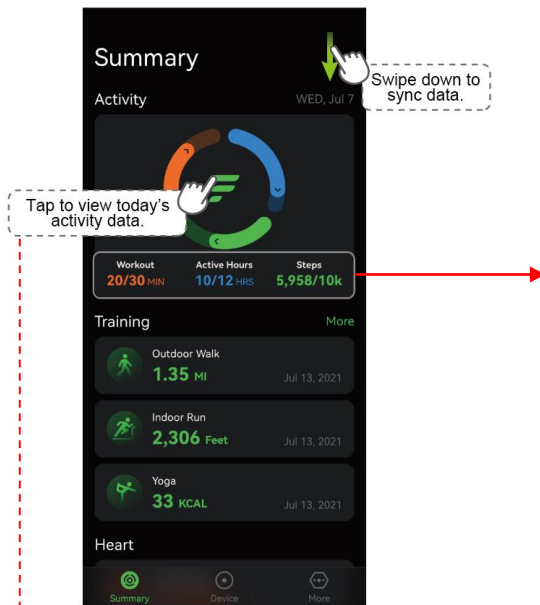 Summary
Swipe down to
sync data.
Activity
WED, Jul 7
Tap to view today's
activity data.
Workout Active Hours Steps
20/30 MIN 10/12 HRS 5,958/10k
Training More
Outdoor Walk
1.35 MI Jul 13, 2021
Indoor Run
2,306 Feet Jul 13, 2021
Yoga
33 KCAL Jul 13, 2021
Heart
Summary Device More